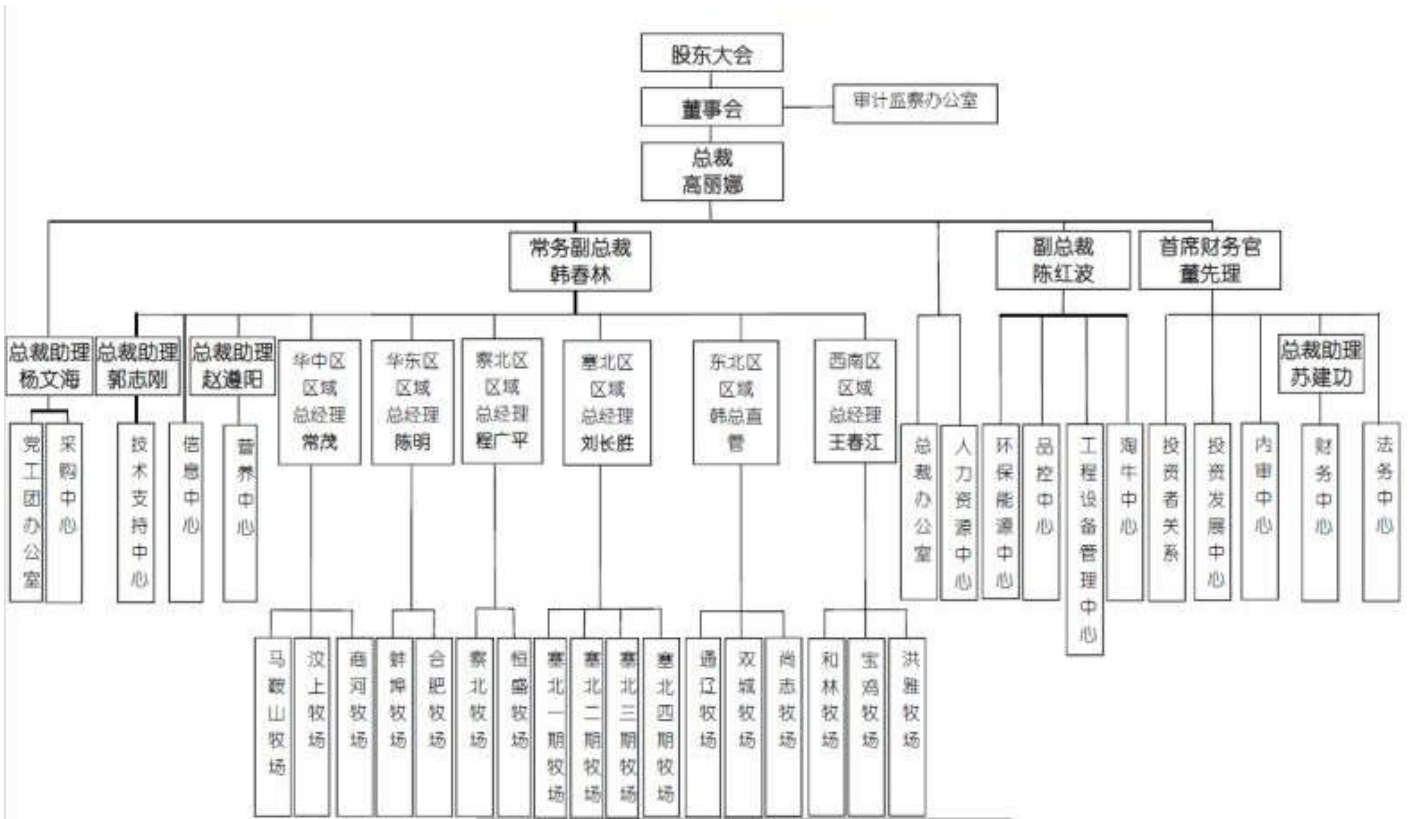 股东大会
董事会
审计监察办公室
总裁
高丽娜
常务副总裁
韩春林
副总裁
陈红波
首席财务官
董先理
总裁助理
杨文海
总裁助理
郭志刚
总裁助理
赵遵阳
华中区
区域
总经理
常茂
华东区
区域
总经理
陈明
察北区
区域
总经理
程广平
塞北区
区域
总经理
刘长胜
东北区
区域
韩总直
管
西南区
区域
总经理
王春江
总裁助理
苏建功
党工团办公室
采购中心
技术支持中心
信息中心
营养中心
总裁办公室
人力资源中心
环保能源中心
品控中心
工程设备管理中心
淘牛中心
投资者关系
投资发展中心
内审中心
财务中心
法务中心
马鞍山牧场
汶上牧场
商河牧场
蚌埠牧场
合肥牧场
察北牧场
恒盛牧场
塞北一期牧场
塞北二期牧场
塞北三期牧场
塞北四期牧场
通辽牧场
双城牧场
尚志牧场
和林牧场
宝鸡牧场
洪雅牧场